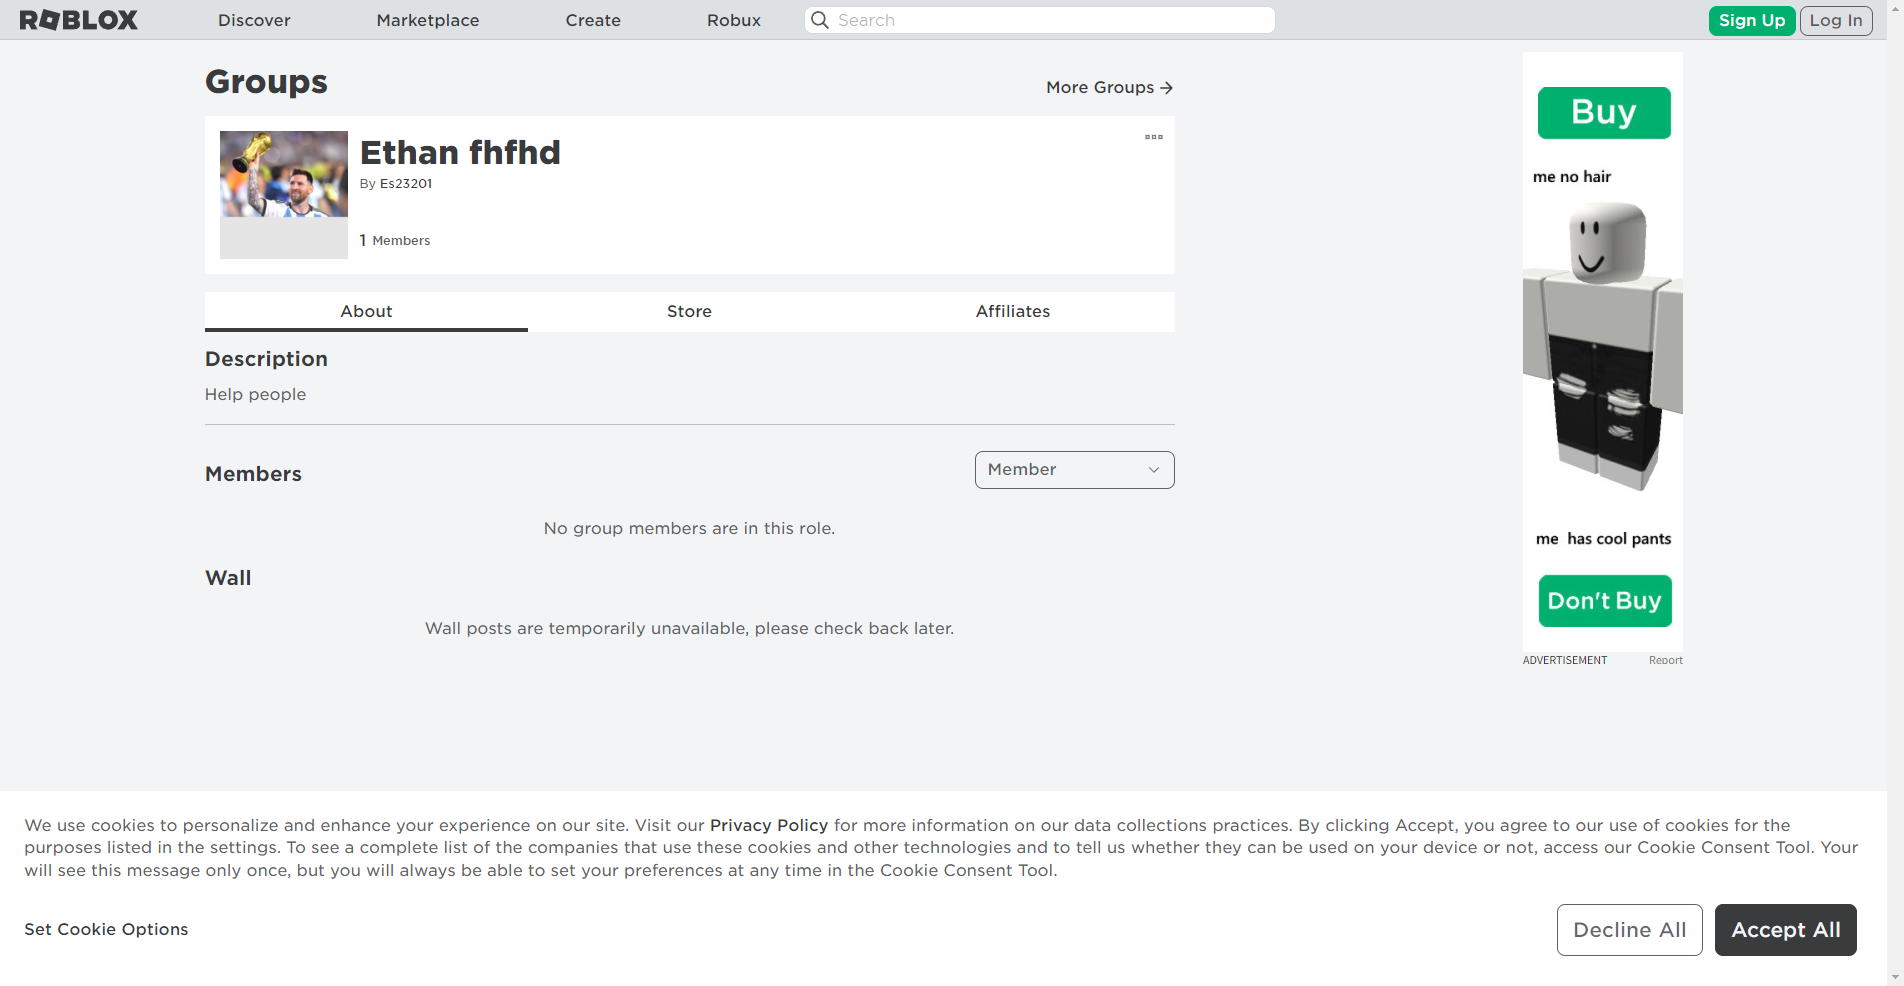 ROBLOX
Discover
Marketplace
Create
Robux
Search
Sign Up
Log In
Groups
More Groups
Ethan fhfhd
By Es23201
1 Members
About
Store
Affiliates
Description
Help people
Members
Member
No group members are in this role.
Wall
Wall posts are temporarily unavailable, please check back later.
Buy
me no hair
me has cool pants
Don't Buy
ADVERTISEMENT
Report
We use cookies to personalize and enhance your experience on our site. Visit our Privacy Policy for more information on our data collections practices. By clicking Accept, you agree to our use of cookies for the
purposes listed in the settings. To see a complete list of the companies that use these cookies and other technologies and to tell us whether they can be used on your device or not, access our Cookie Consent Tool. Your
will see this message only once, but you will always be able to set your preferences at any time in the Cookie Consent Tool.
Set Cookie Options
Decline All
Accept All